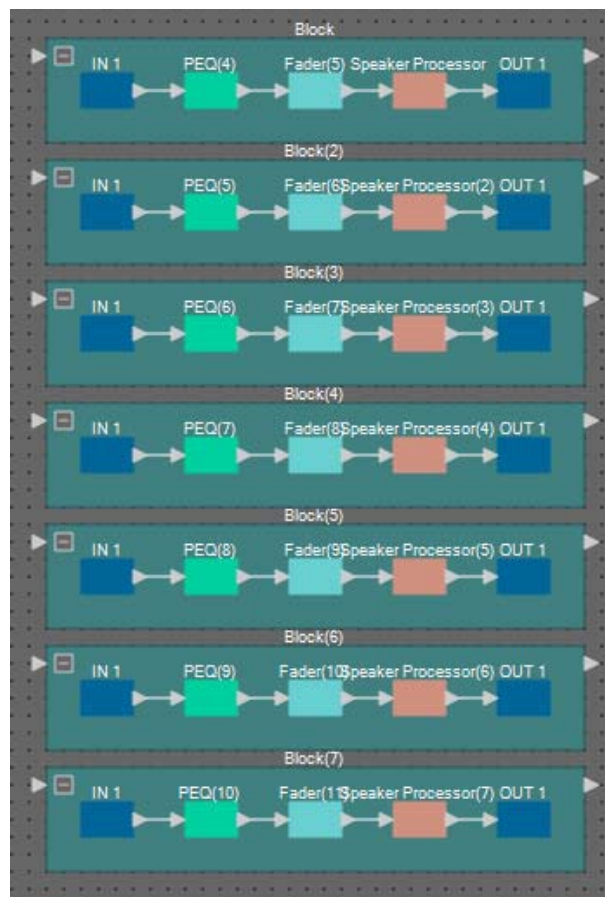 Block
IN 1 PEQ(4) Fader(5) Speaker Processor OUT 1
Block(2)
IN 1 PEQ(5) Fader(6) Speaker Processor(2) OUT 1
Block(3)
IN 1 PEQ(6) Fader(7) Speaker Processor(3) OUT 1
Block(4)
IN 1 PEQ(7) Fader(8) Speaker Processor(4) OUT 1
Block(5)
IN 1 PEQ(8) Fader(9) Speaker Processor(5) OUT 1
Block(6)
IN 1 PEQ(9) Fader(10) Speaker Processor(6) OUT 1
Block(7)
IN 1 PEQ(10) Fader(11) Speaker Processor(7) OUT 1